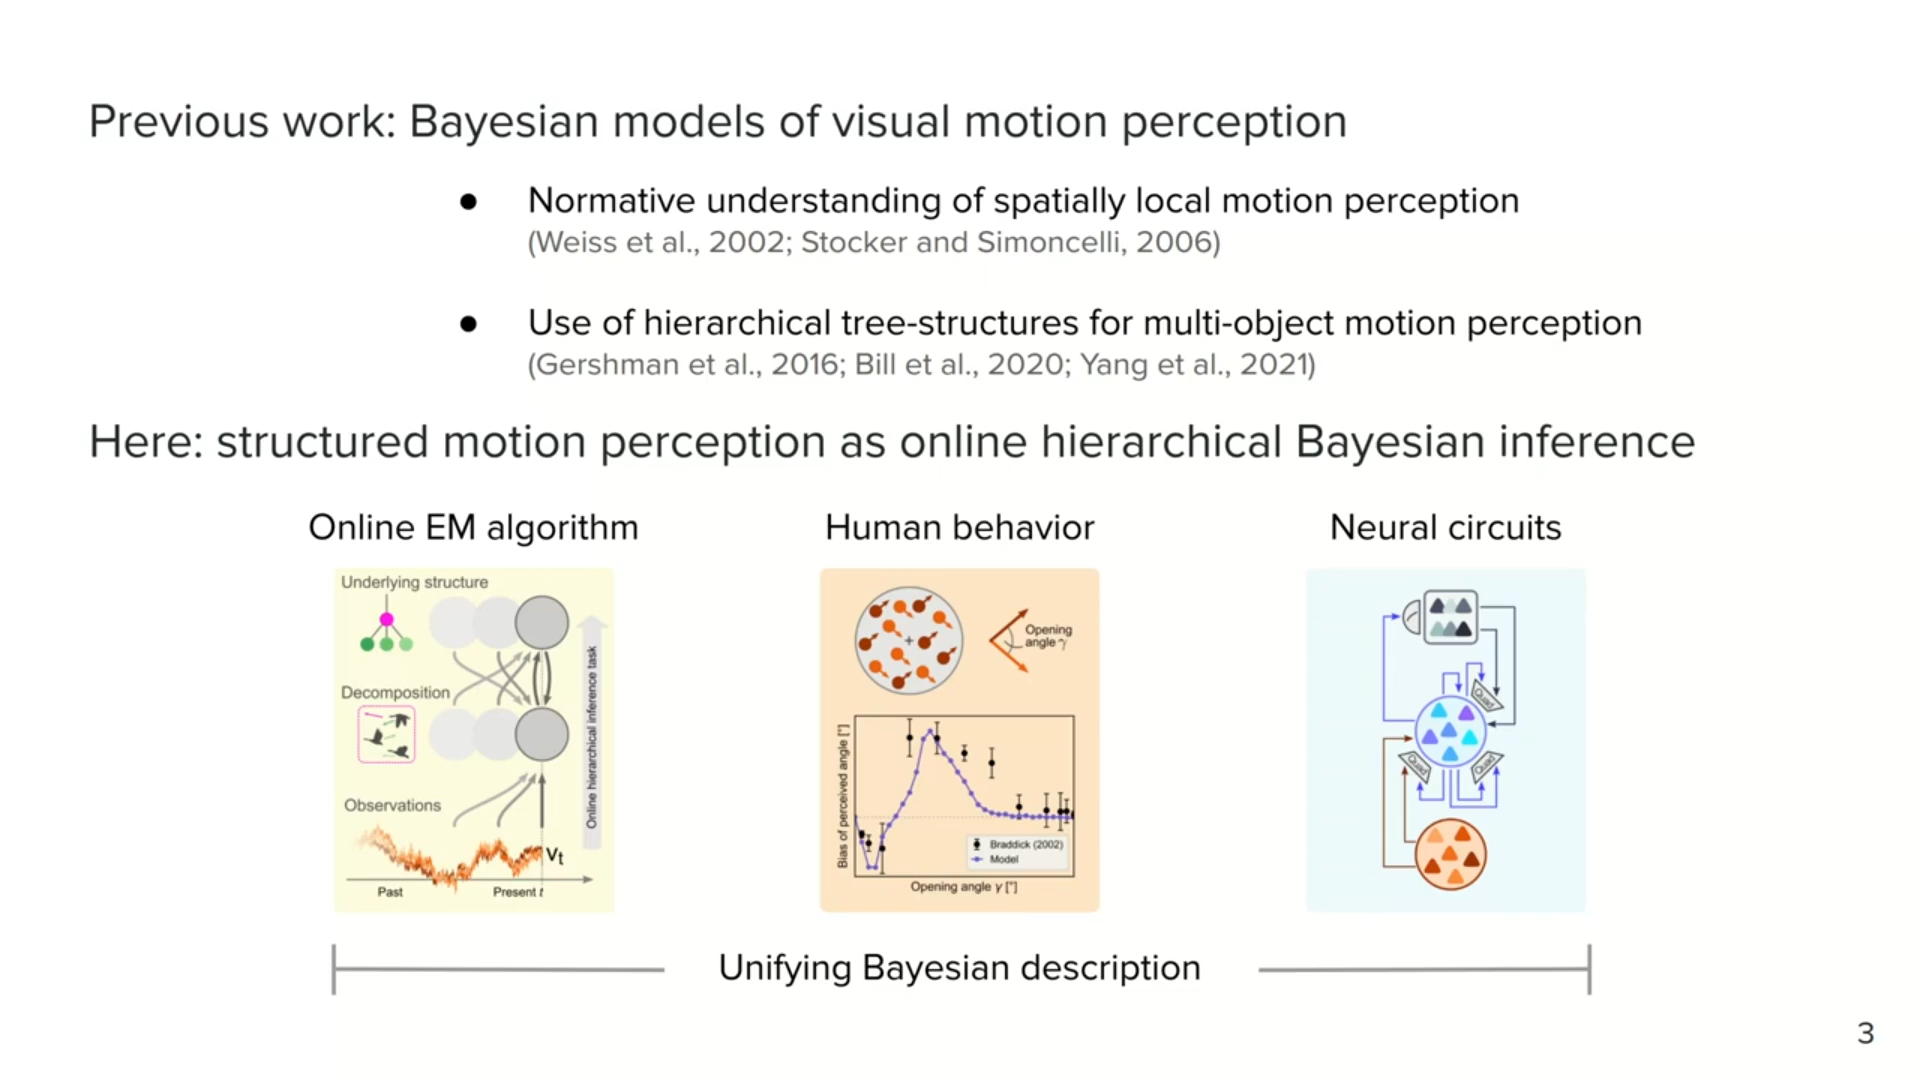 Previous work: Bayesian models of visual motion perception
● Normative understanding of spatially local motion perception
(Weiss et al., 2002; Stocker and Simoncelli, 2006)
● Use of hierarchical tree-structures for multi-object motion perception
(Gershman et al., 2016; Bill et al., 2020; Yang et al., 2021)
Here: structured motion perception as online hierarchical Bayesian inference
Online EM algorithm
Underlying structure
Decomposition
Observations
Vt
Past
Present t
Online hierarchical inference task
Human behavior
Opening
angle γ
Bias of perceived angle [°]
Braddick (2002)
Model
Opening angle γ [°]
Neural circuits
Quad
Quad
Quad
Unifying Bayesian description
3